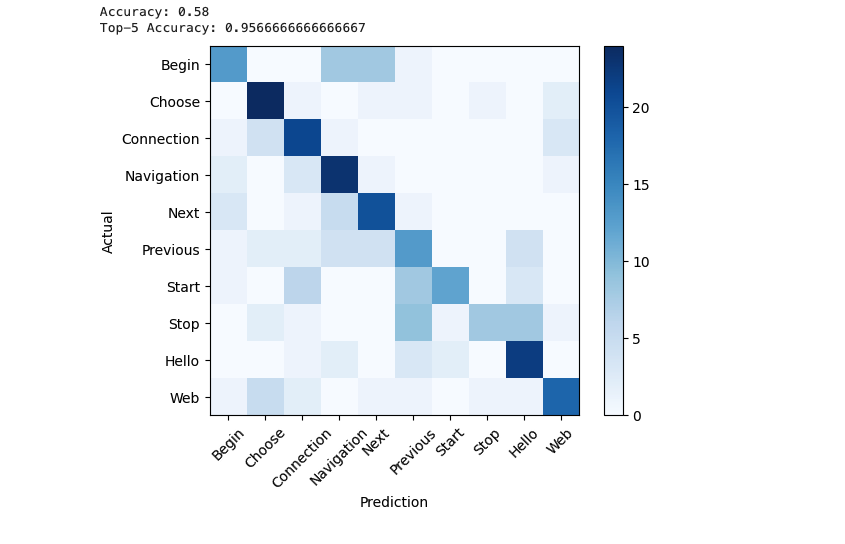 Accuracy: 0.58
Top-5 Accuracy: 0.9566666666666667
Begin
Choose
Connection
Navigation
Next
Previous
Start
Stop
Hello
Web
Actual
Begin
Choose
Connection
Navigation
Next
Previous
Start
Stop
Hello
Web
Prediction
20
15
10
5
0